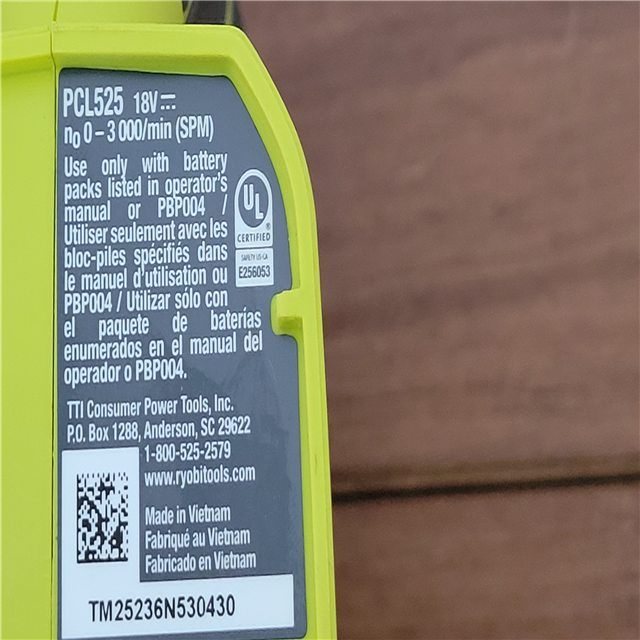 PCL525 18V⎓
n₀ 0 – 3 000/min (SPM)
Use only with battery
packs listed in operator's
manual or PBP004 /
Utiliser seulement avec les
bloc-piles spécifiés dans
le manuel d'utilisation ou
PBP004 / Utilizar sólo con
el paquete de baterías
enumerados en el manual del
operador o PBP004.
UL
®
CERTIFIED
SAFETY US-CA
E256053
TTI Consumer Power Tools, Inc.
P.O. Box 1288, Anderson, SC 29622
1-800-525-2579
www.ryobitools.com
Made in Vietnam
Fabriqué au Vietnam
Fabricado en Vietnam
TM25236N530430